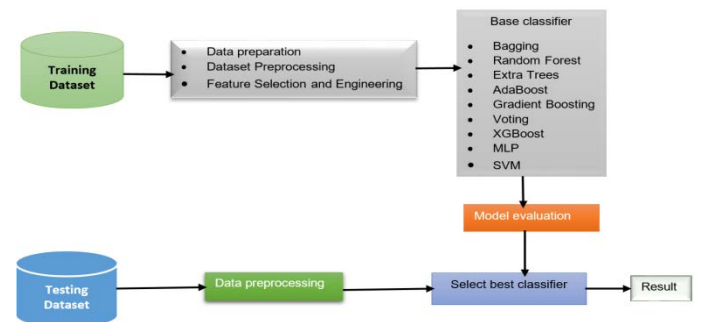 Training
Dataset
• Data preparation
• Dataset Preprocessing
• Feature Selection and Engineering
Base classifier
• Bagging
• Random Forest
• Extra Trees
• AdaBoost
• Gradient Boosting
• Voting
• XGBoost
• MLP
• SVM
Model evaluation
Testing
Dataset
Data preprocessing
Select best classifier
Result